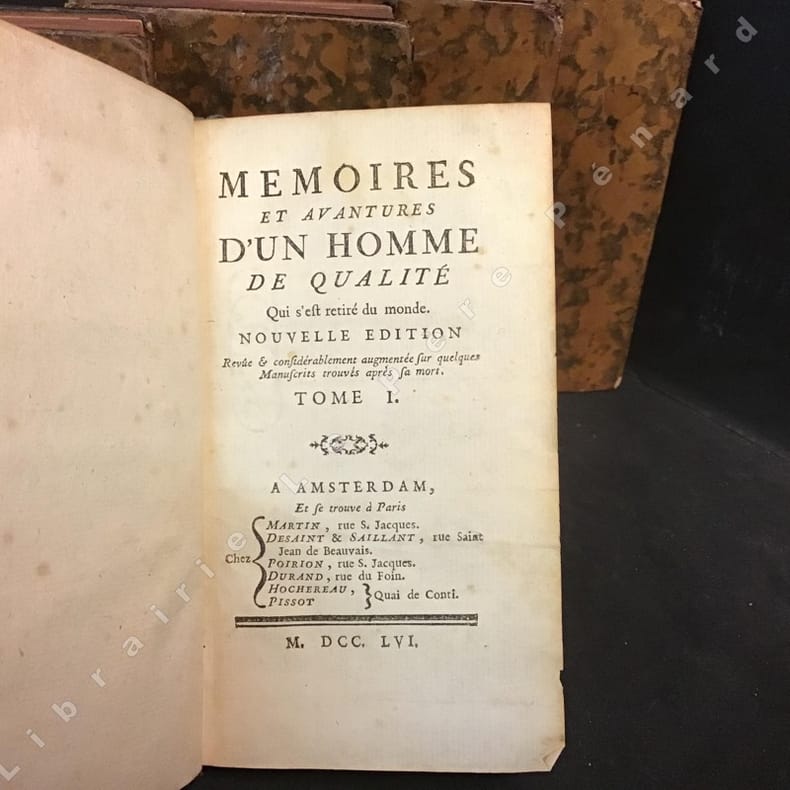 MEMOIRES
ET AVANTURES
D'UN HOMME
DE QUALITÉ
Qui s'est retiré du monde.
NOUVELLE EDITION
Revûe & considérablement augmentée sur quelques
Manuscrits trouvés après sa mort.
TOME I.
A AMSTERDAM,
Et se trouve à Paris
Chez
MARTIN, rue S. Jacques.
DESAINT & SAILLANT, rue Saint
Jean de Beauvais.
POIRION, rue S. Jacques.
DURAND, rue du Foin.
HOCHEREAU,
PISSOT
Quai de Conti.
M. DCC. LVI.
Librairie Le Père Pénard